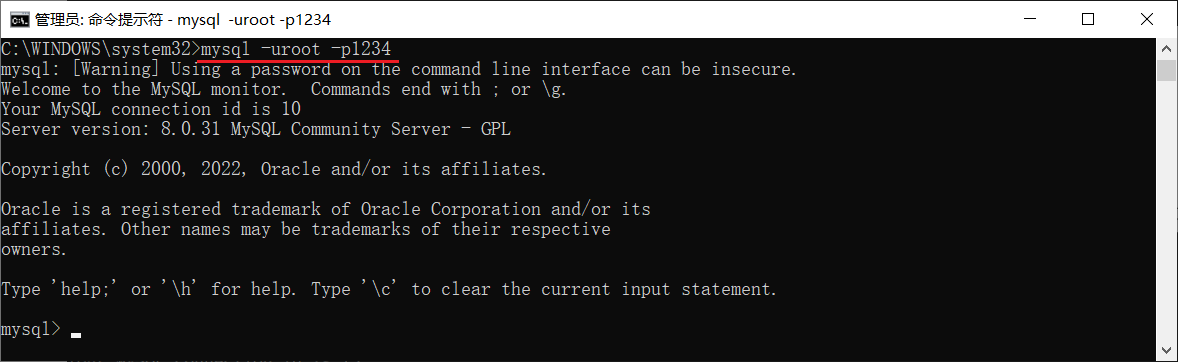 管理员: 命令提示符 - mysql  -uroot -p1234
C:\WINDOWS\system32>mysql -uroot -p1234
mysql: [Warning] Using a password on the command line interface can be insecure.
Welcome to the MySQL monitor.  Commands end with ; or \g.
Your MySQL connection id is 10
Server version: 8.0.31 MySQL Community Server - GPL
Copyright (c) 2000, 2022, Oracle and/or its affiliates.
Oracle is a registered trademark of Oracle Corporation and/or its
affiliates. Other names may be trademarks of their respective
owners.
Type 'help;' or '\h' for help. Type '\c' to clear the current input statement.
mysql>